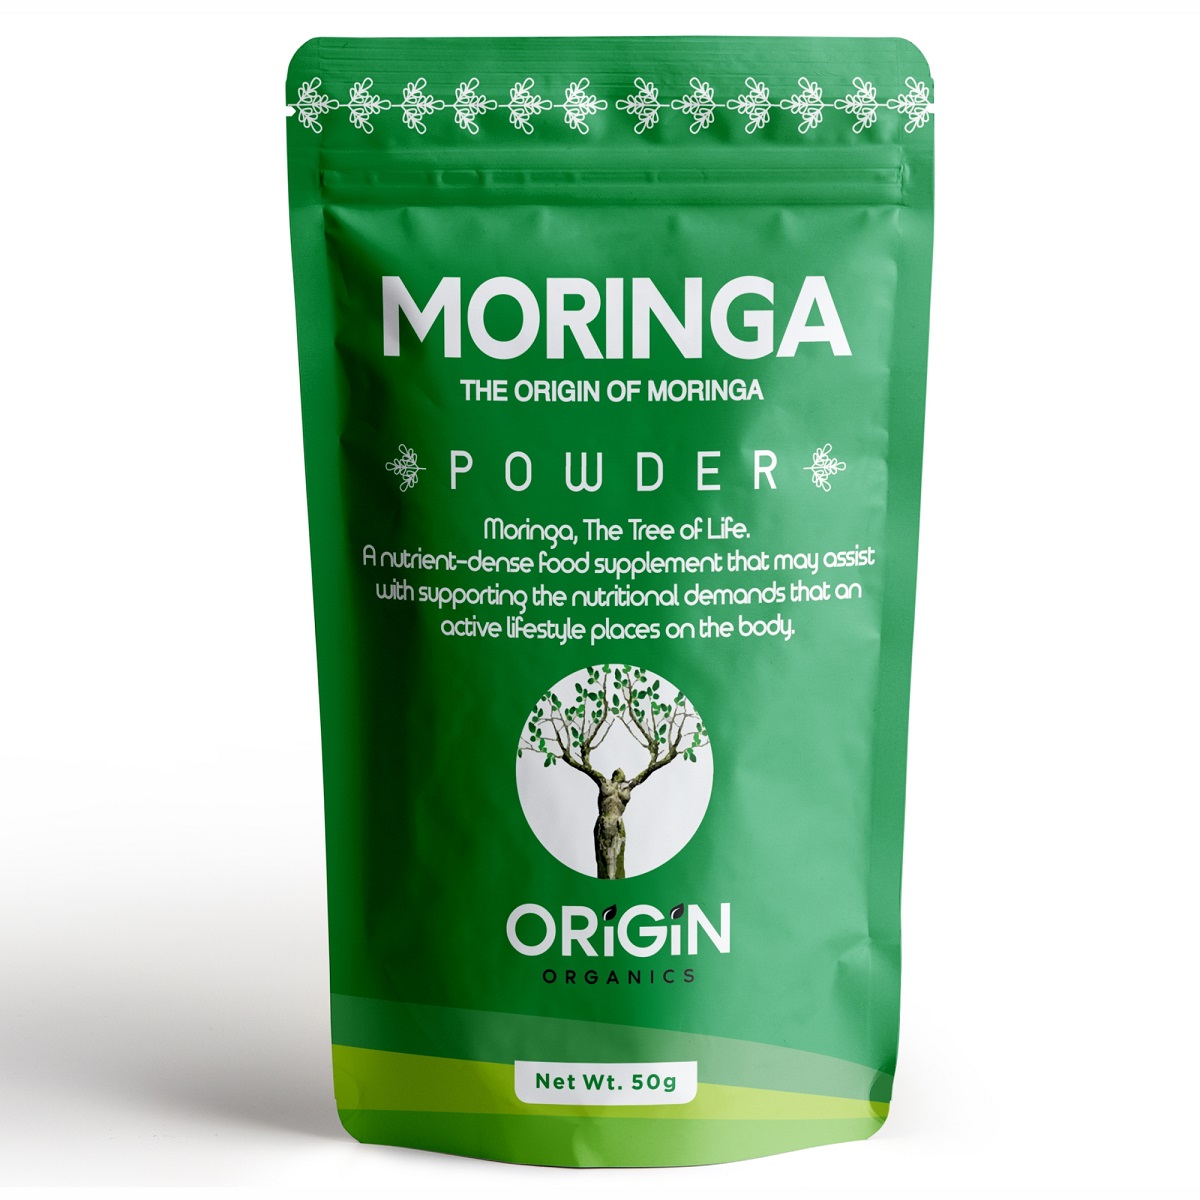 MORINGA
THE ORIGIN OF MORINGA
POWDER
Moringa, The Tree of Life.
A nutrient-dense food supplement that may assist
with supporting the nutritional demands that an
active lifestyle places on the body.
ORiGiN
ORGANICS
Net Wt. 50g